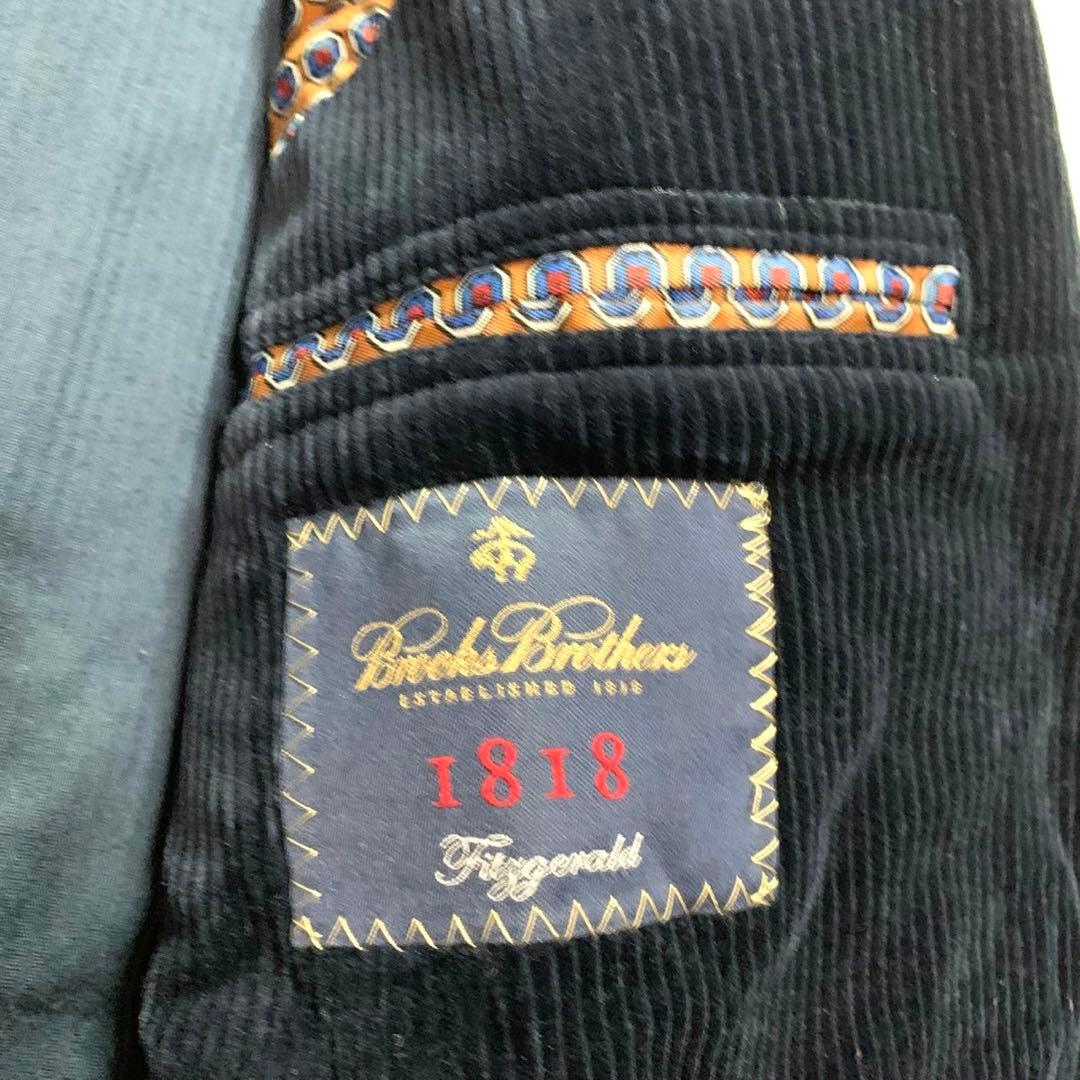 Brooks Brothers
ESTABLISHED 1818
1818
Fitzgerald